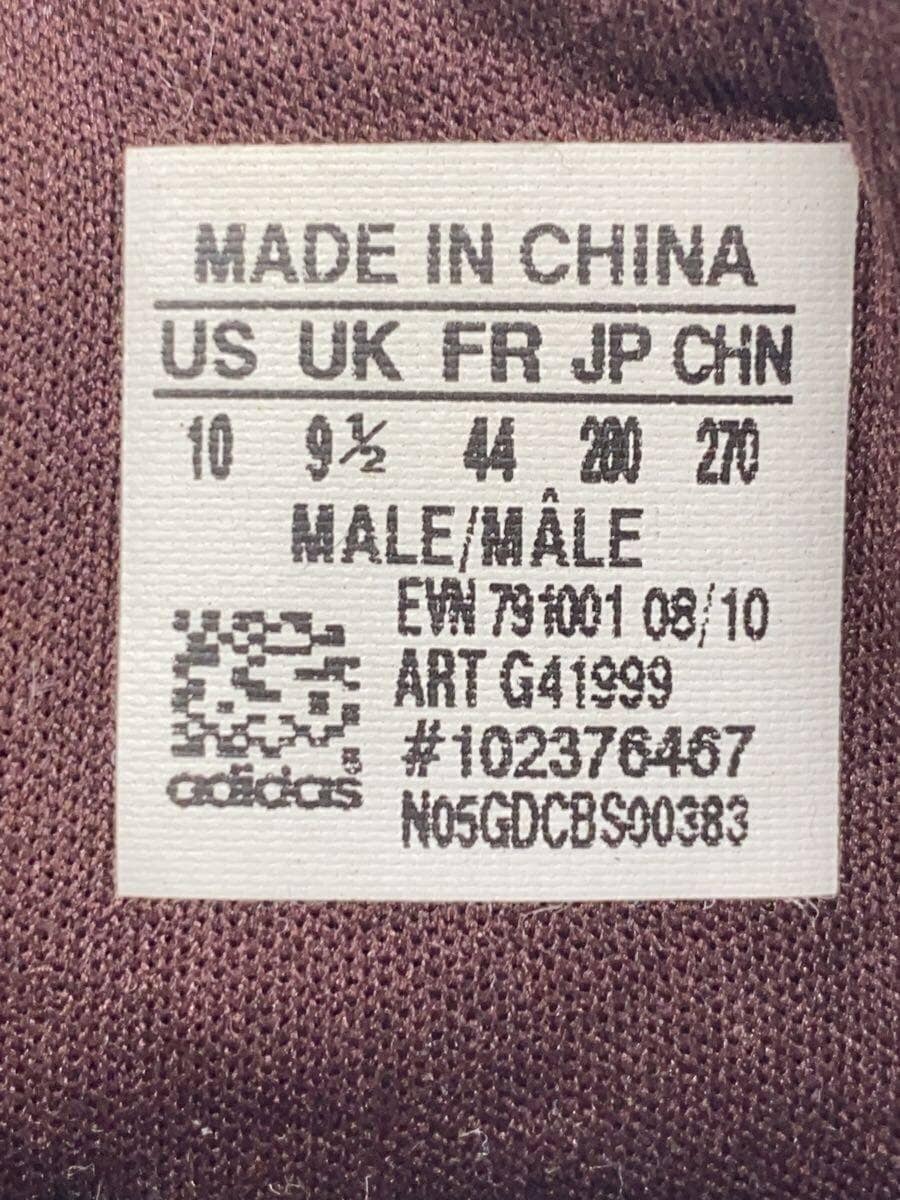 MADE IN CHINA
US UK FR JP CHN
10 9½ 44 280 270
MALE/MÂLE
EVN 791001 08/10
ART G41999
#102376467
adidas®
N05GDCBS00383